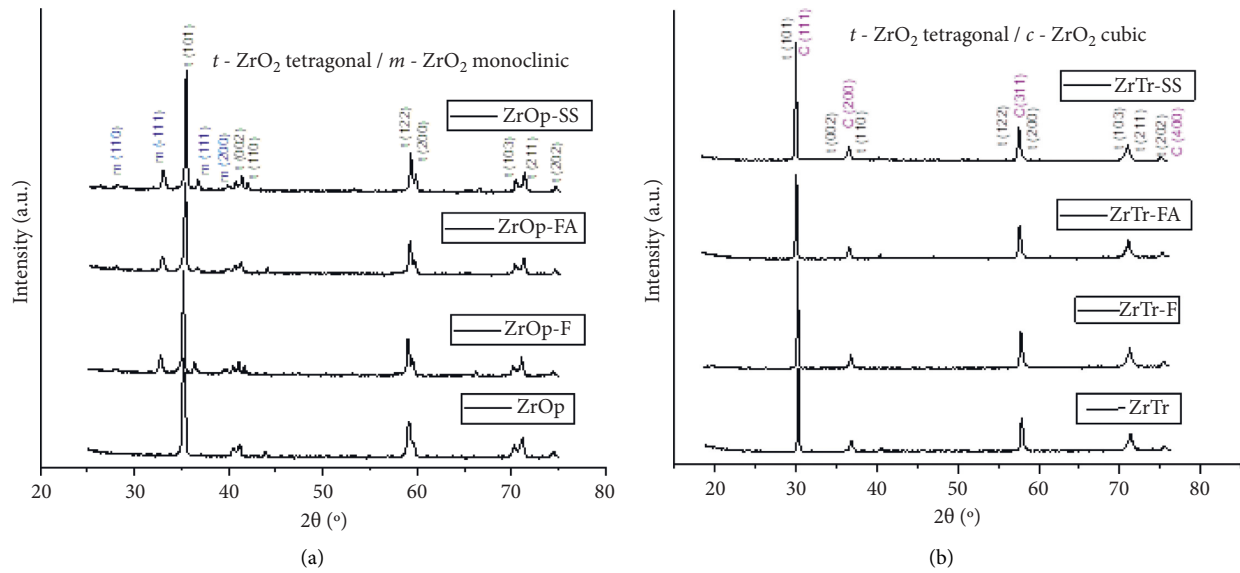 t - ZrO₂ tetragonal / m - ZrO₂ monoclinic
t (101)
m (110)
m (-111)
m (111)
m (200)
t (002)
t (110)
t (122)
t (200)
t (103)
t (211)
t (202)
ZrOp-SS
ZrOp-FA
ZrOp-F
ZrOp
Intensity (a.u.)
20 30 40 50 60 70 80
2θ (º)
(a)
t - ZrO₂ tetragonal / c - ZrO₂ cubic
t (101)
C (111)
t (002)
C (200)
t (110)
t (122)
C (311)
t (200)
t (103)
t (211)
t (202)
C (400)
ZrTr-SS
ZrTr-FA
ZrTr-F
ZrTr
Intensity (a.u.)
20 30 40 50 60 70 80
2θ (º)
(b)